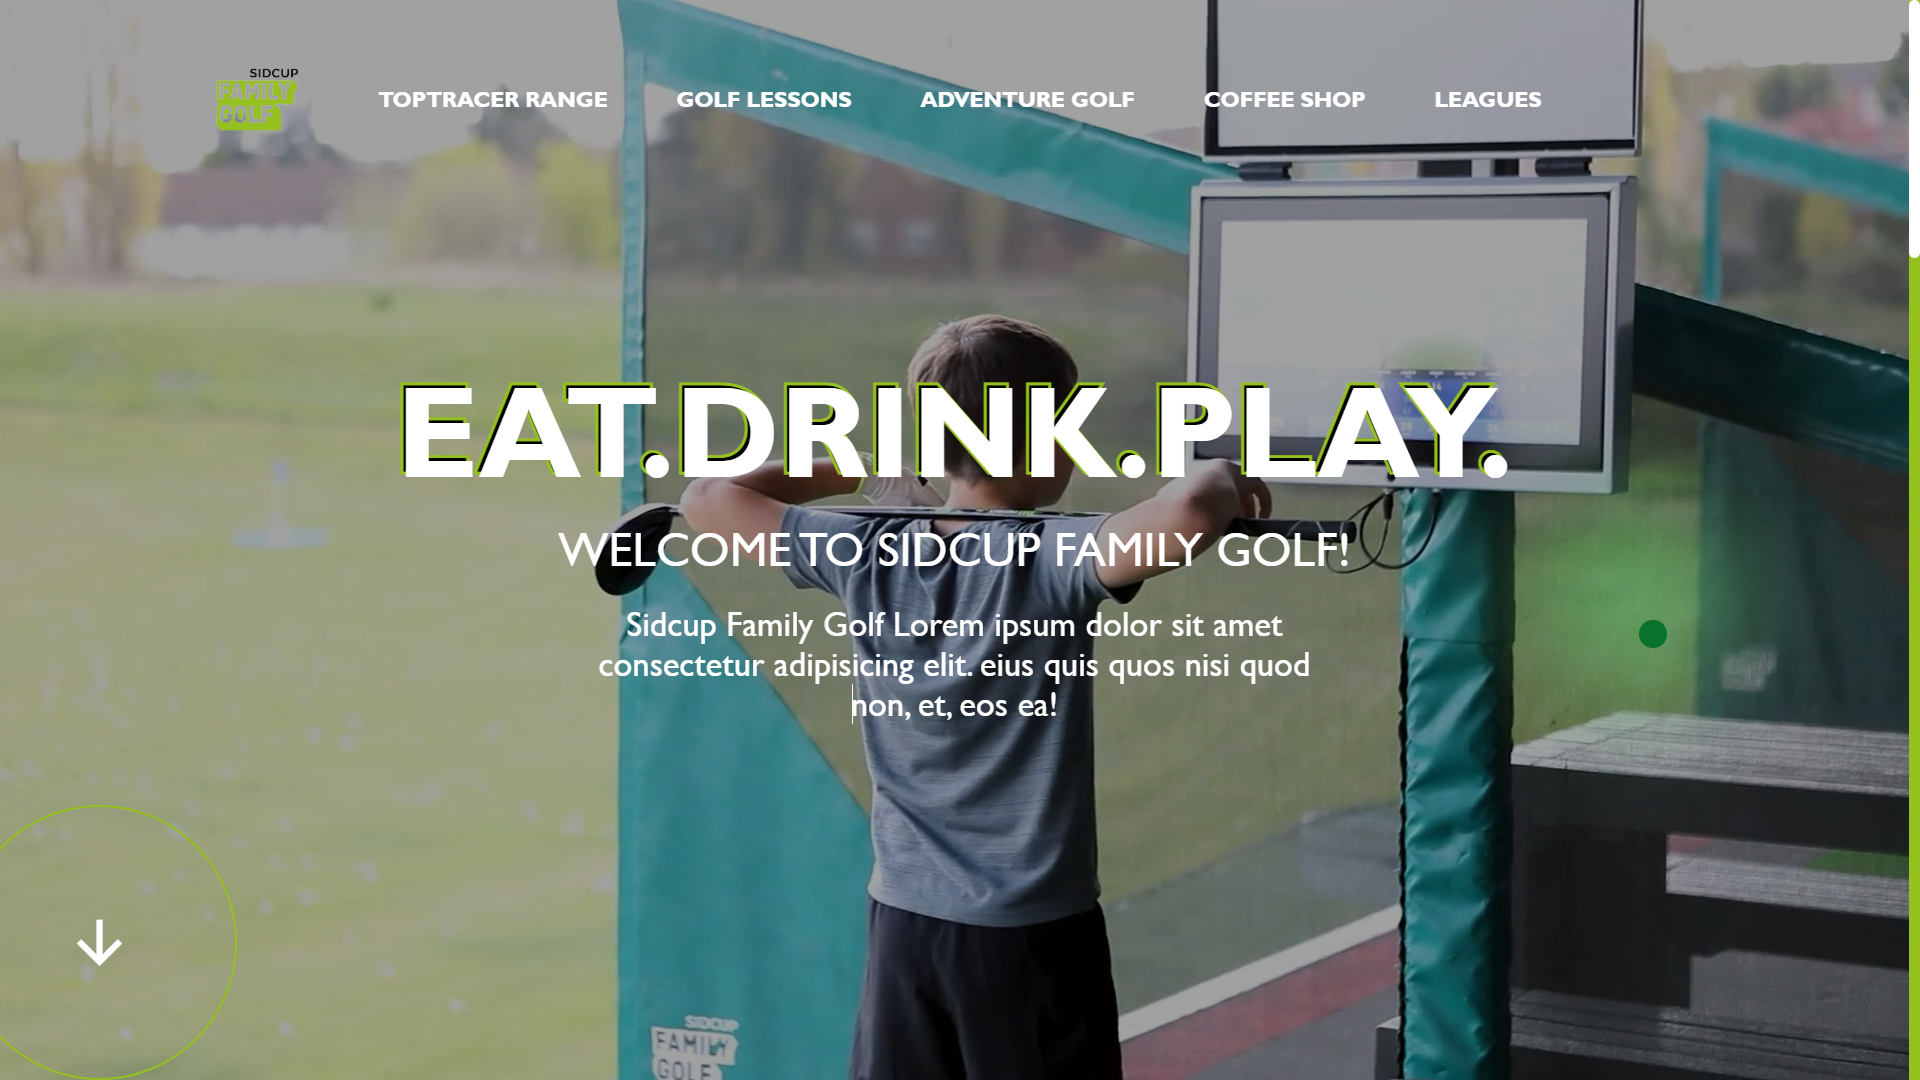 SIDCUP
FAMILY
GOLF
TOPTRACER RANGE
GOLF LESSONS
ADVENTURE GOLF
COFFEE SHOP
LEAGUES
EAT.DRINK.PLAY.
WELCOME TO SIDCUP FAMILY GOLF!
Sidcup Family Golf Lorem ipsum dolor sit amet
consectetur adipisicing elit. eius quis quos nisi quod
non, et, eos ea!
SIDCUP
FAMILY
GOLF